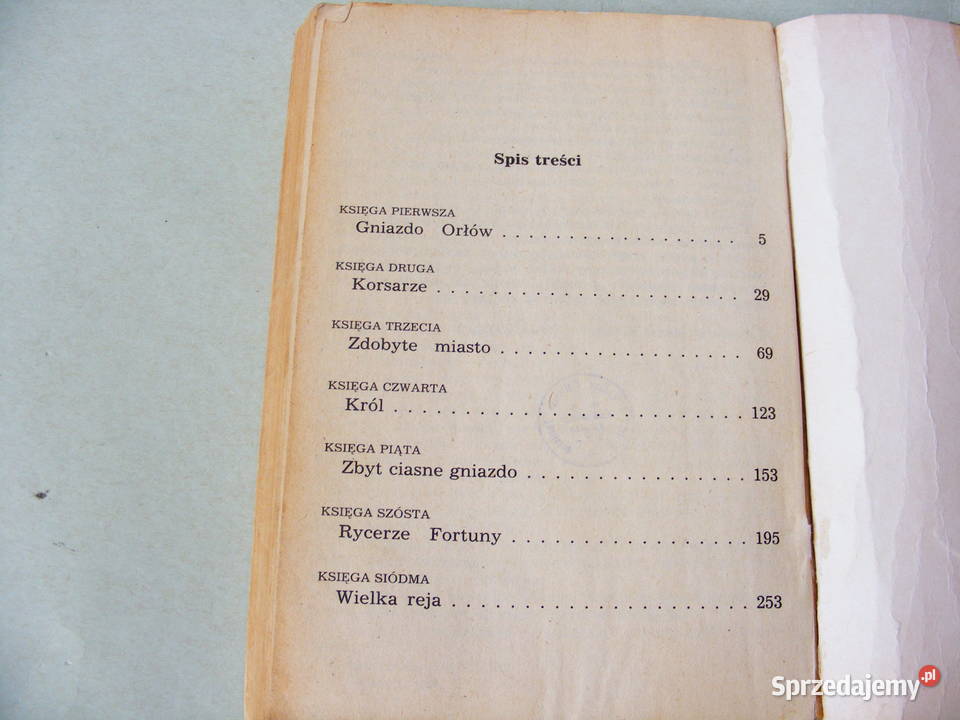 Spis treści
KSIĘGA PIERWSZA
Gniazdo Orłów . . . . . . . . . . . . . . . . . . 5
KSIĘGA DRUGA
Korsarze . . . . . . . . . . . . . . . . . . . . . . . 29
KSIĘGA TRZECIA
Zdobyte miasto . . . . . . . . . . . . . . . . . . 69
KSIĘGA CZWARTA
Król . . . . . . . . . . . . . . . . . . . . . . . . . . 123
KSIĘGA PIĄTA
Zbyt ciasne gniazdo . . . . . . . . . . . . . . . . . 153
KSIĘGA SZÓSTA
Rycerze Fortuny . . . . . . . . . . . . . . . . . . 195
KSIĘGA SIÓDMA
Wielka reja . . . . . . . . . . . . . . . . . . . . . . 253
Sprzedajemy.pl